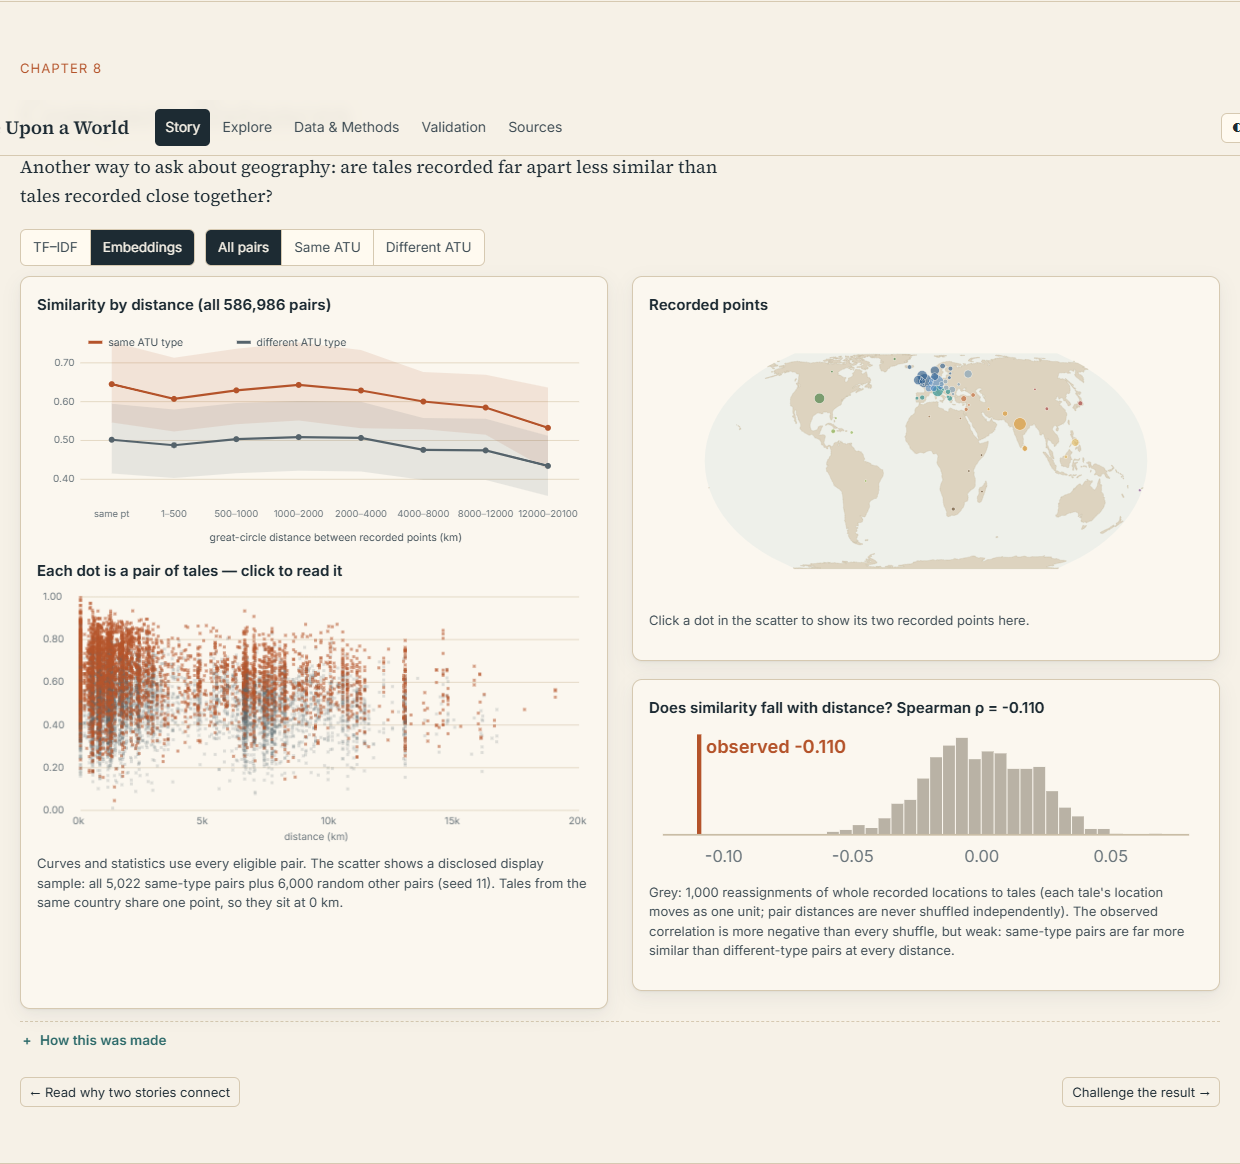 CHAPTER 8
Upon a World
Story
Explore
Data & Methods
Validation
Sources
Another way to ask about geography: are tales recorded far apart less similar than
tales recorded close together?
TF–IDF
Embeddings
All pairs
Same ATU
Different ATU
Similarity by distance (all 586,986 pairs)
same ATU type
different ATU type
0.70
0.60
0.50
0.40
same pt
1–500
500–1000
1000–2000
2000–4000
4000–8000
8000–12000
12000–20100
great-circle distance between recorded points (km)
Each dot is a pair of tales — click to read it
1.00
0.80
0.60
0.40
0.20
0.00
0k
5k
10k
15k
20k
distance (km)
Curves and statistics use every eligible pair. The scatter shows a disclosed display
sample: all 5,022 same-type pairs plus 6,000 random other pairs (seed 11). Tales from the
same country share one point, so they sit at 0 km.
Recorded points
Click a dot in the scatter to show its two recorded points here.
Does similarity fall with distance? Spearman ρ = -0.110
observed -0.110
-0.10
-0.05
0.00
0.05
Grey: 1,000 reassignments of whole recorded locations to tales (each tale's location
moves as one unit; pair distances are never shuffled independently). The observed
correlation is more negative than every shuffle, but weak: same-type pairs are far more
similar than different-type pairs at every distance.
+ How this was made
← Read why two stories connect
Challenge the result →